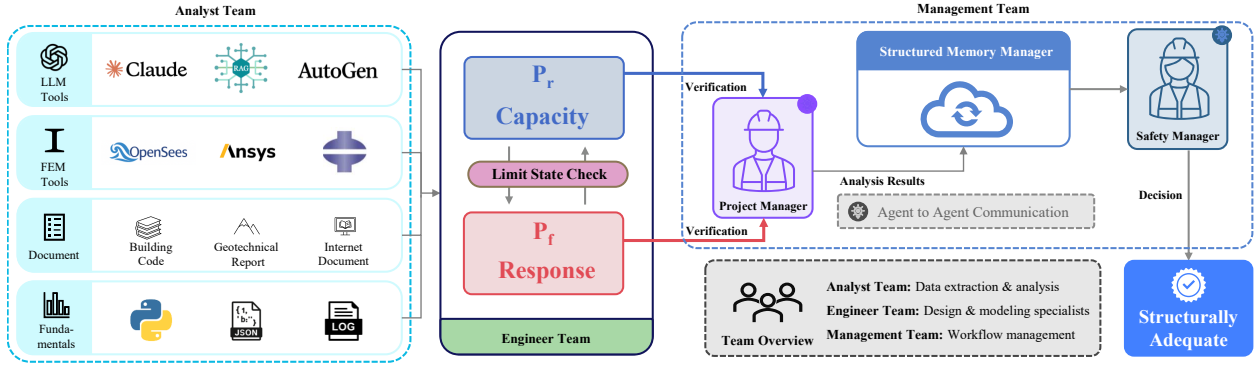 Analyst Team
LLM
Tools
Claude
RAG
AutoGen
FEM
Tools
OpenSees
Ansys
Document
Building
Code
Geotechnical
Report
Internet
Document
Funda-
mentals
{1,
'b:'
JSON
LOG
Pr
Capacity
Limit State Check
Pf
Response
Engineer Team
Management Team
Verification
Project Manager
Verification
Structured Memory Manager
Analysis Results
Agent to Agent Communication
Safety Manager
Decision
Team Overview
Analyst Team: Data extraction & analysis
Engineer Team: Design & modeling specialists
Management Team: Workflow management
Structurally
Adequate